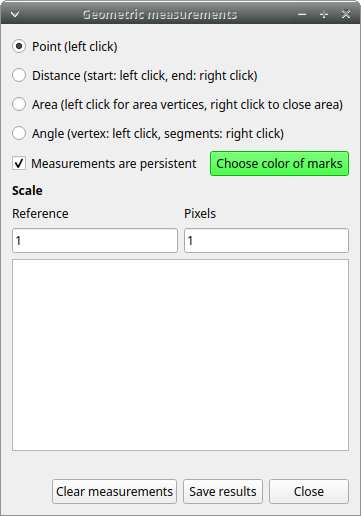 Geometric measurements
Point (left click)
Distance (start: left click, end: right click)
Area (left click for area vertices, right click to close area)
Angle (vertex: left click, segments: right click)
Measurements are persistent Choose color of marks
Scale
Reference Pixels
1 1
Clear measurements Save results Close